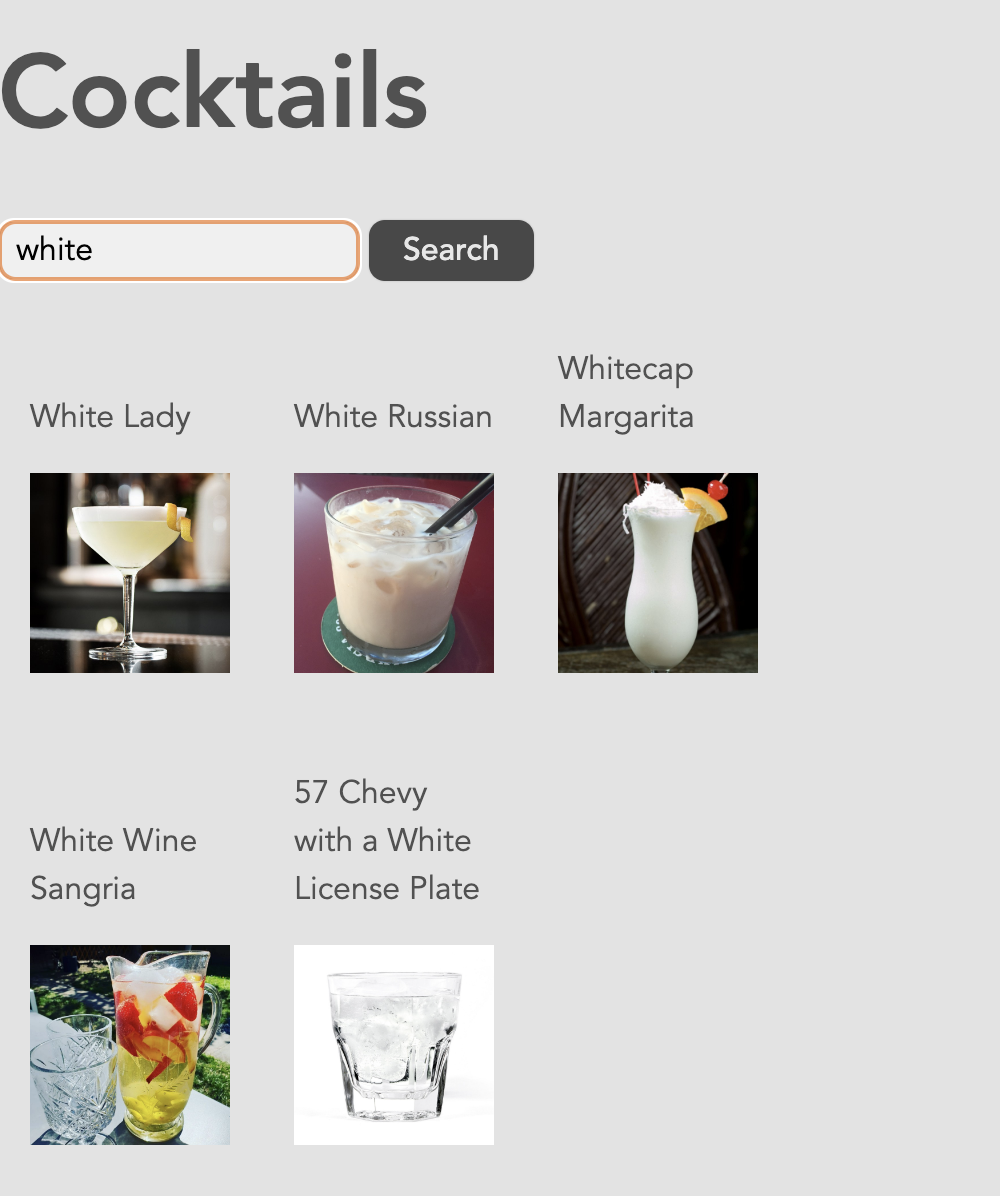 Cocktails
white
Search
White Lady
White Russian
Whitecap
Margarita
White Wine
Sangria
57 Chevy
with a White
License Plate